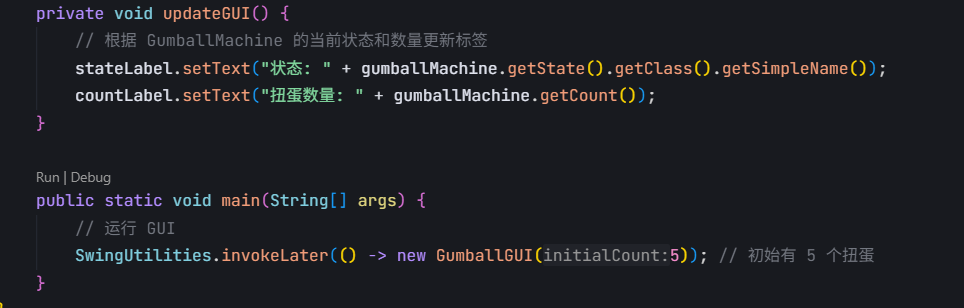 private void updateGUI() {
// 根据 GumballMachine 的当前状态和数量更新标签
stateLabel.setText("状态: " + gumballMachine.getState().getClass().getSimpleName());
countLabel.setText("扭蛋数量: " + gumballMachine.getCount());
}
Run | Debug
public static void main(String[] args) {
// 运行 GUI
SwingUtilities.invokeLater(() -> new GumballGUI(initialCount:5)); // 初始有 5 个扭蛋
}